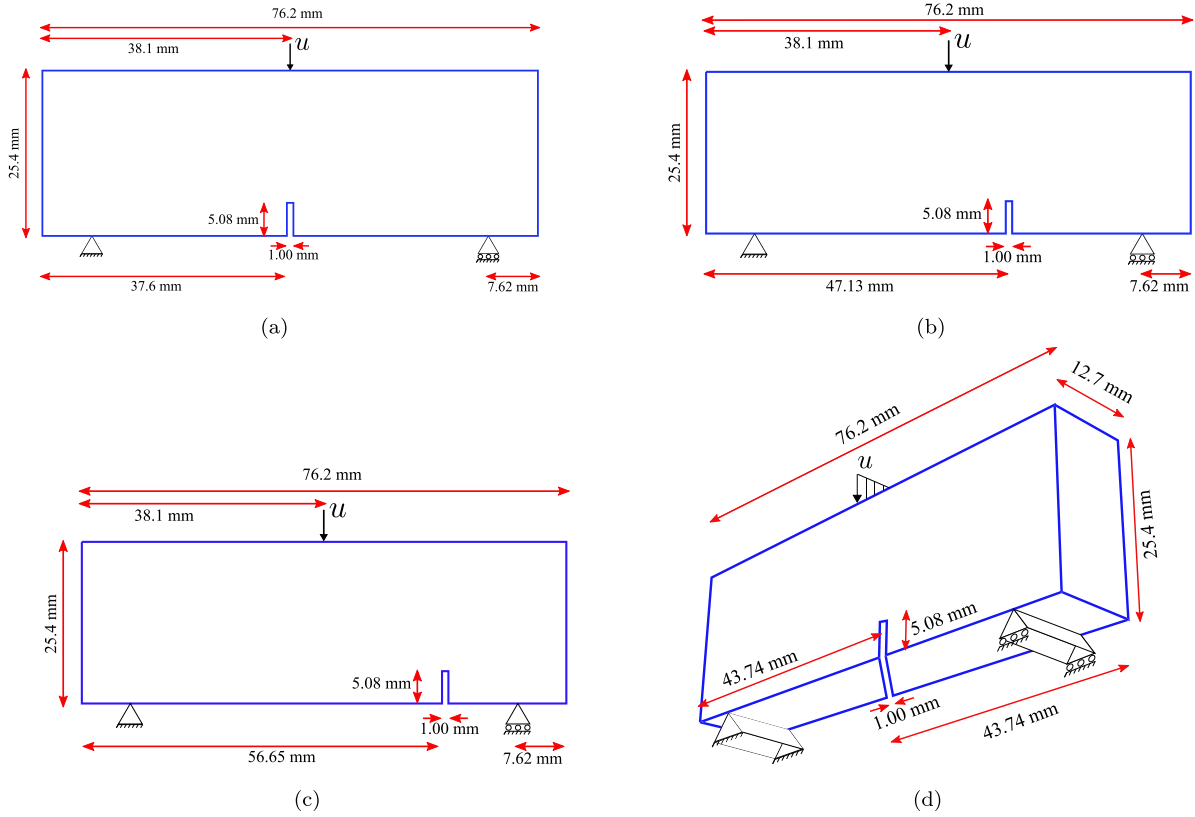 76.2 mm
38.1 mm
u
25.4 mm
5.08 mm
1.00 mm
37.6 mm
7.62 mm
(a)
76.2 mm
38.1 mm
u
25.4 mm
5.08 mm
1.00 mm
47.13 mm
7.62 mm
(b)
76.2 mm
38.1 mm
u
25.4 mm
5.08 mm
1.00 mm
56.65 mm
7.62 mm
(c)
76.2 mm
12.7 mm
u
25.4 mm
5.08 mm
43.74 mm
1.00 mm
43.74 mm
(d)